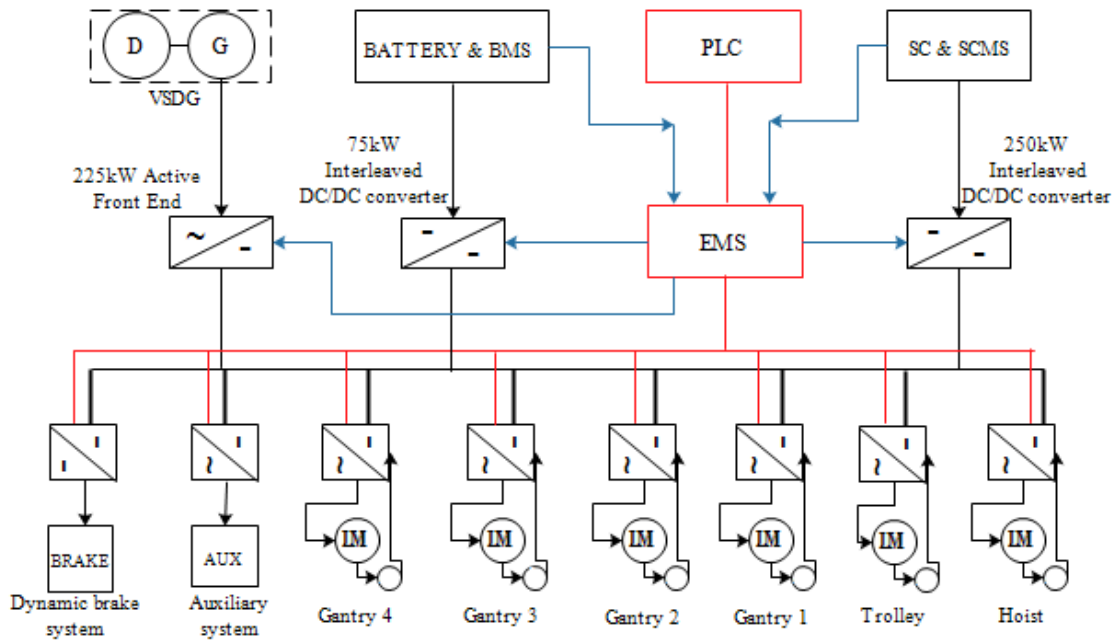 D
G
VSDG
BATTERY & BMS
PLC
SC & SCMS
225kW Active
Front End
75kW
Interleaved
DC/DC converter
250kW
Interleaved
DC/DC converter
~
-
-
-
EMS
-
-
BRAKE
Dynamic brake
system
AUX
Auxiliary
system
IM
Gantry 4
IM
Gantry 3
IM
Gantry 2
IM
Gantry 1
IM
Trolley
IM
Hoist